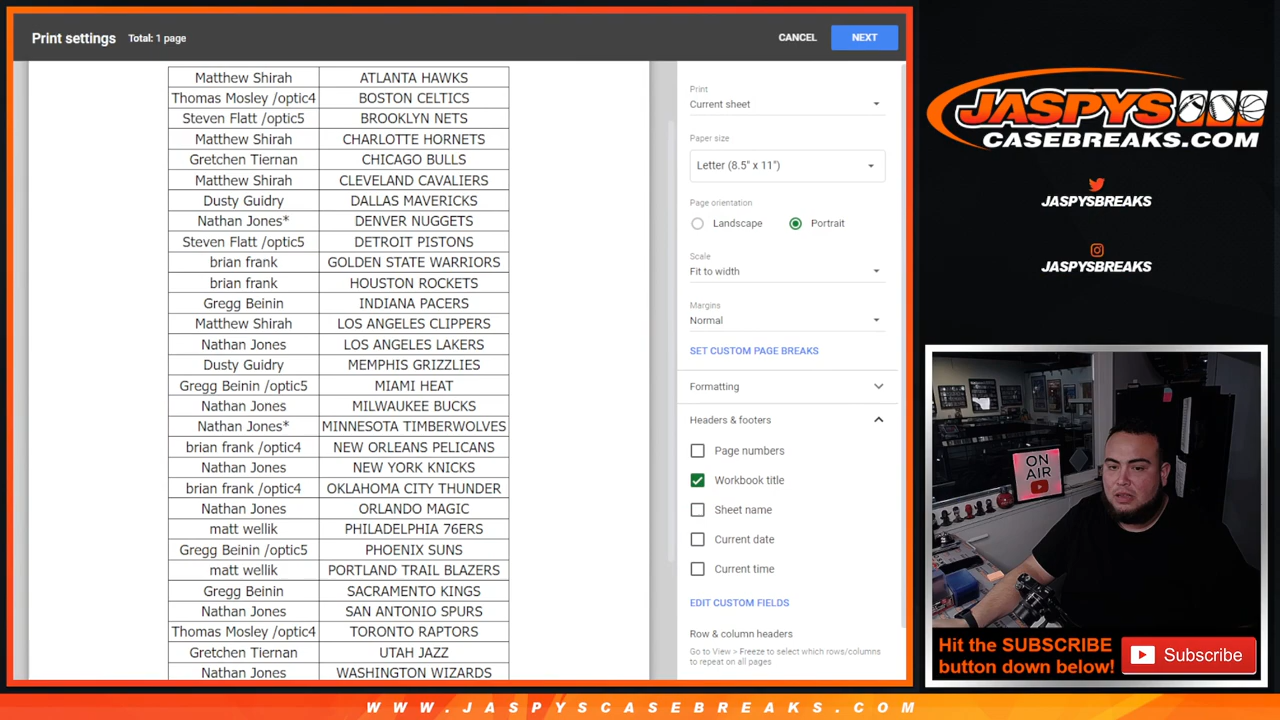 Print settings Total: 1 page
CANCEL NEXT
Matthew Shirah ATLANTA HAWKS
Thomas Mosley /optic4 BOSTON CELTICS
Steven Flatt /optic5 BROOKLYN NETS
Matthew Shirah CHARLOTTE HORNETS
Gretchen Tiernan CHICAGO BULLS
Matthew Shirah CLEVELAND CAVALIERS
Dusty Guidry DALLAS MAVERICKS
Nathan Jones* DENVER NUGGETS
Steven Flatt /optic5 DETROIT PISTONS
brian frank GOLDEN STATE WARRIORS
brian frank HOUSTON ROCKETS
Gregg Beinin INDIANA PACERS
Matthew Shirah LOS ANGELES CLIPPERS
Nathan Jones LOS ANGELES LAKERS
Dusty Guidry MEMPHIS GRIZZLIES
Gregg Beinin /optic5 MIAMI HEAT
Nathan Jones MILWAUKEE BUCKS
Nathan Jones* MINNESOTA TIMBERWOLVES
brian frank /optic4 NEW ORLEANS PELICANS
Nathan Jones NEW YORK KNICKS
brian frank /optic4 OKLAHOMA CITY THUNDER
Nathan Jones ORLANDO MAGIC
matt wellik PHILADELPHIA 76ERS
Gregg Beinin /optic5 PHOENIX SUNS
matt wellik PORTLAND TRAIL BLAZERS
Gregg Beinin SACRAMENTO KINGS
Nathan Jones SAN ANTONIO SPURS
Thomas Mosley /optic4 TORONTO RAPTORS
Gretchen Tiernan UTAH JAZZ
Nathan Jones WASHINGTON WIZARDS
Print
Current sheet
Paper size
Letter (8.5" x 11")
Page orientation
Landscape Portrait
Scale
Fit to width
Margins
Normal
SET CUSTOM PAGE BREAKS
Formatting
Headers & footers
Page numbers
Workbook title
Sheet name
Current date
Current time
EDIT CUSTOM FIELDS
Row & column headers
Go to View > Freeze to select which rows/columns
to repeat on all pages
JASPYS
CASEBREAKS.COM
JASPYSBREAKS
JASPYSBREAKS
ON
AIR
Hit the SUBSCRIBE
button down below!
Subscribe
WWW.JASPYSCASEBREAKS.COM